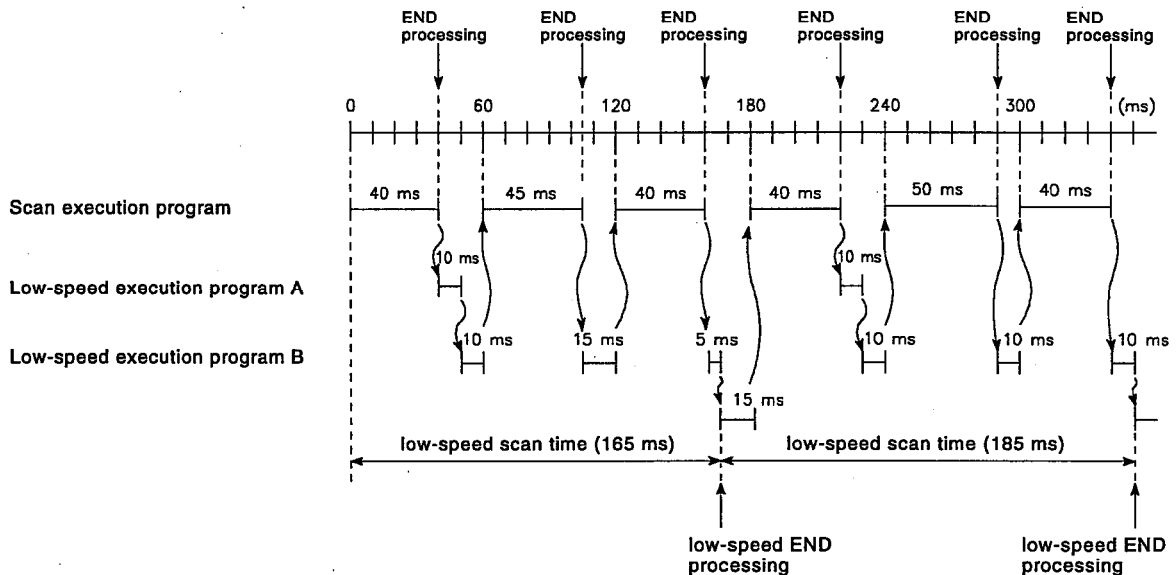 END processing
END processing
END processing
END processing
END processing
END processing
0 60 120 180 240 300 (ms)
Scan execution program
40 ms 45 ms 40 ms 40 ms 50 ms 40 ms
10 ms 10 ms
Low-speed execution program A
Low-speed execution program B
10 ms 15 ms 5 ms 10 ms 10 ms 10 ms
15 ms
low-speed scan time (165 ms)
low-speed scan time (185 ms)
low-speed END
processing
low-speed END
processing